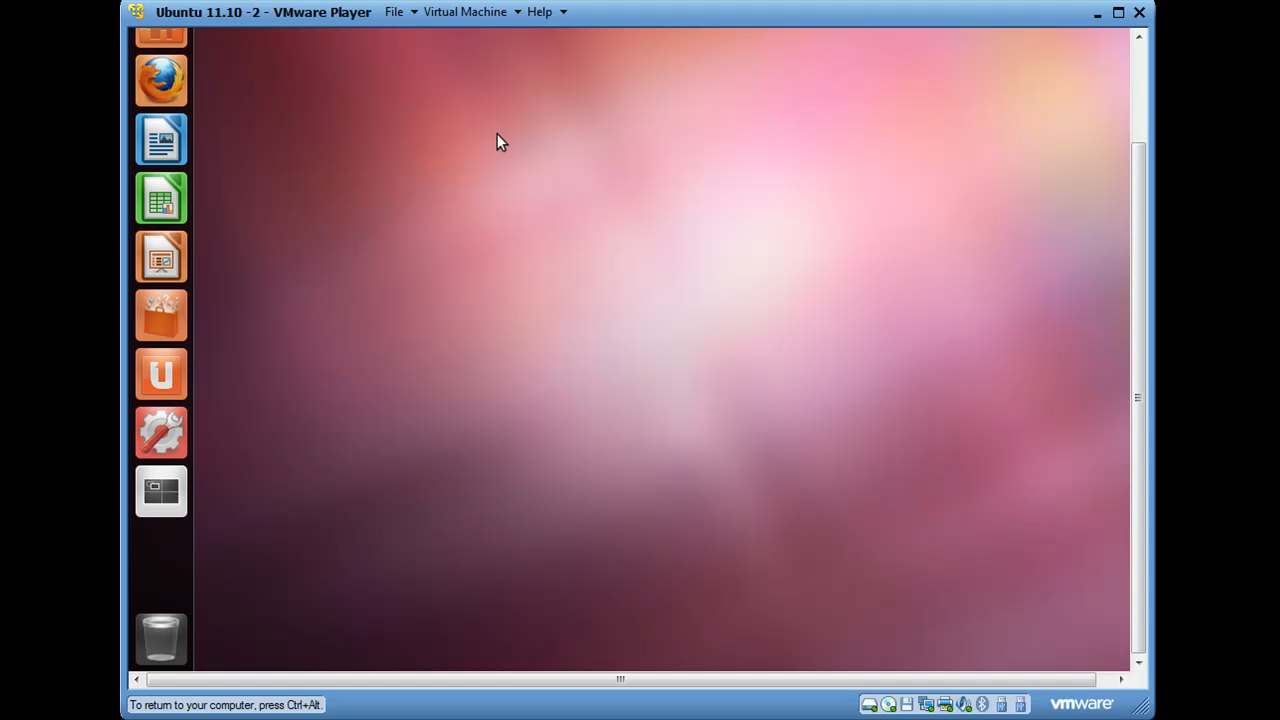 Ubuntu 11.10 -2 - VMware Player File Virtual Machine Help
To return to your computer, press Ctrl+Alt.
vmware